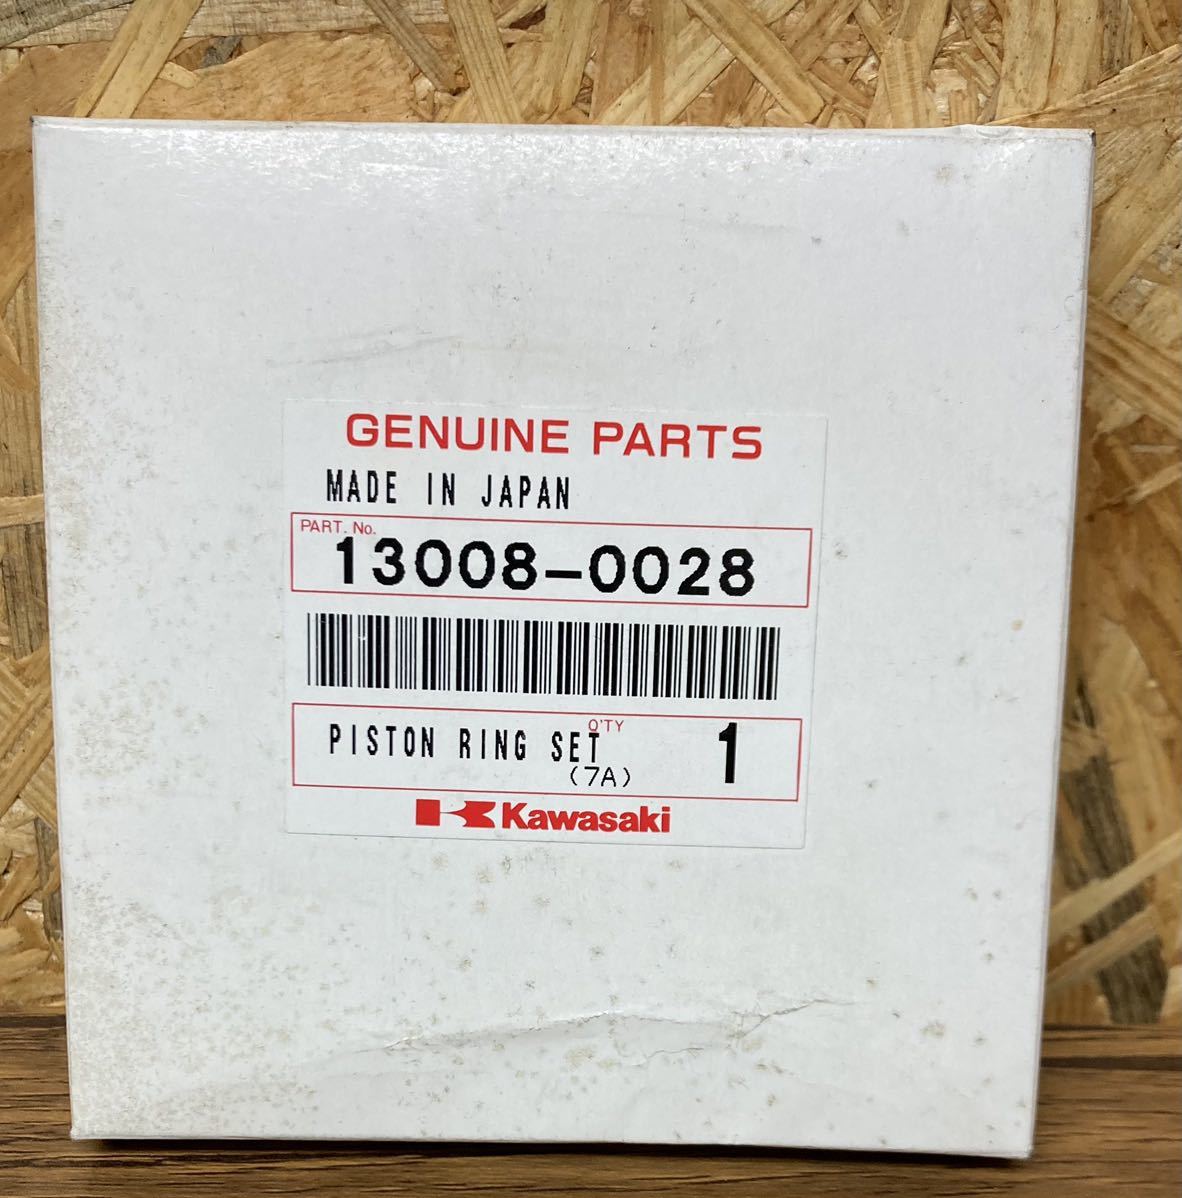 GENUINE PARTS
MADE IN JAPAN
PART. No.
13008-0028
Q'TY
PISTON RING SET 1
(7A)
Kawasaki